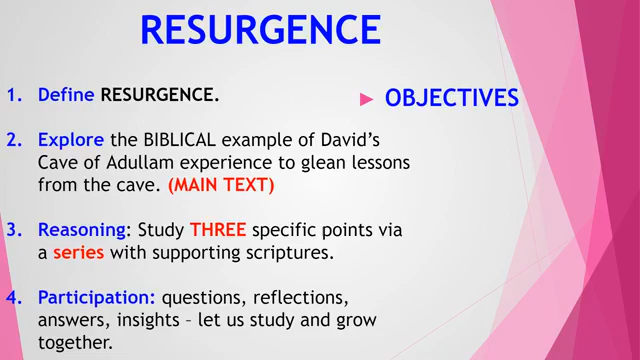 RESURGENCE
► OBJECTIVES
1. Define RESURGENCE.
2. Explore the BIBLICAL example of David’s
Cave of Adullam experience to glean lessons
from the cave. (MAIN TEXT)
3. Reasoning: Study THREE specific points via
a series with supporting scriptures.
4. Participation: questions, reflections,
answers, insights – let us study and grow
together.